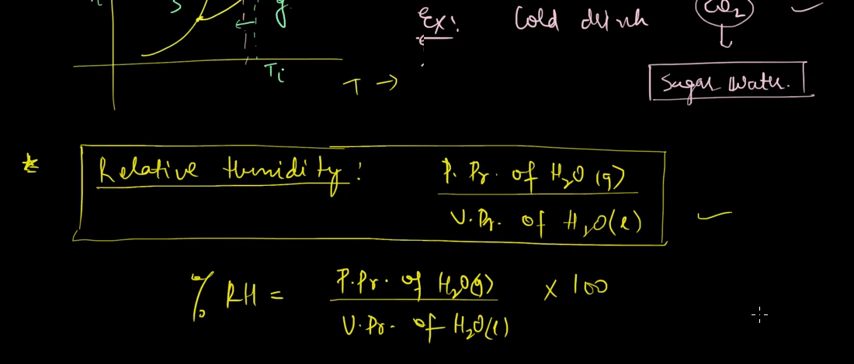 S
g
Ti
T →
Ex:
Cold drink
CO2
Sugar Water.
* Relative Humidity: P.Pr. of H2O(g)
V.Pr. of H2O(l)
% RH = P.Pr. of H2O(g) × 100
V.Pr. of H2O(l)